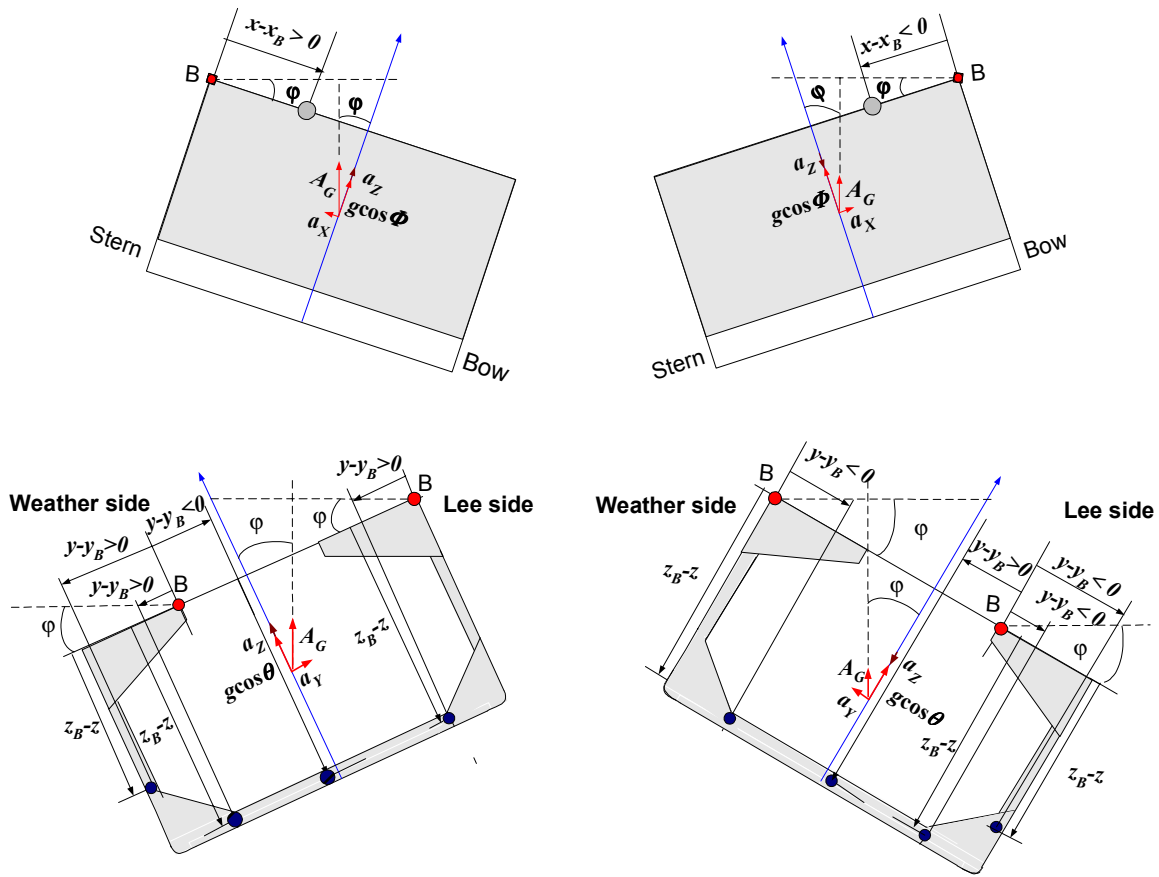 x-x_B > 0
B
φ
φ
A_G
a_Z
gcosΦ
a_X
Stern
Bow
x-x_B < 0
B
φ
φ
a_Z
A_G
gcosΦ
a_X
Bow
Stern
Weather side
y-y_B<0
y-y_B>0
y-y_B>0
B
φ
φ
φ
y-y_B>0
B
Lee side
a_Z
A_G
gcosθ
a_Y
z_B-z
z_B-z
z_B-z
Weather side
B
y-y_B< 0
Lee side
φ
φ
y-y_B>0
y-y_B< 0
y-y_B< 0
B
φ
z_B-z
A_G
a_Z
a_Y
gcosθ
z_B-z
z_B-z